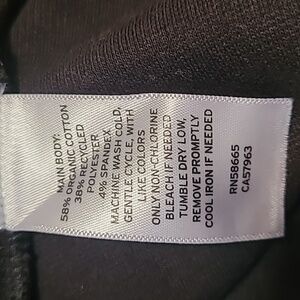 MAIN BODY:
58% ORGANIC COTTON
38% RECYCLED
POLYESTER
4% SPANDEX
MACHINE WASH COLD,
GENTLE CYCLE, WITH
LIKE COLORS
ONLY NON-CHLORINE
BLEACH IF NEEDED
TUMBLE DRY LOW,
REMOVE PROMPTLY
COOL IRON IF NEEDED
RN58665
CA57963